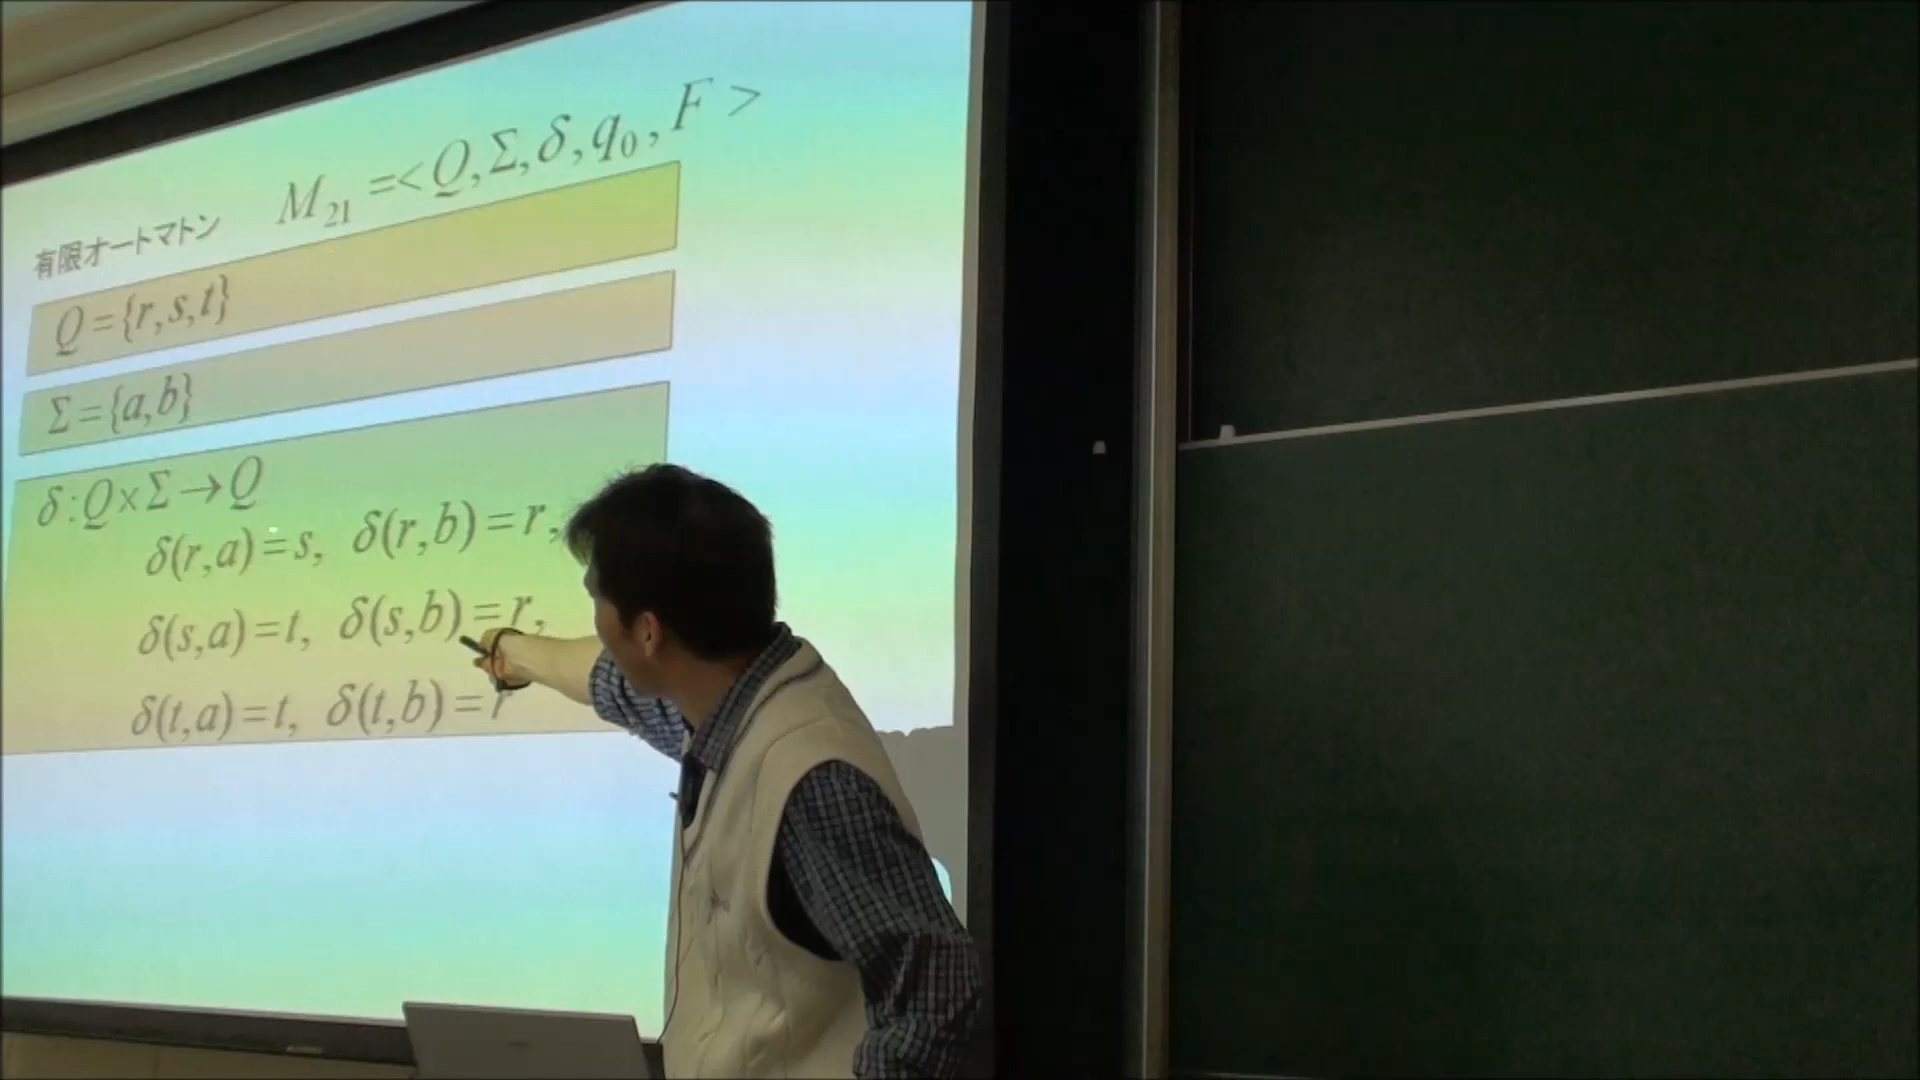 有限オートマトン M₂₁ =<Q,Σ,δ,q₀,F >
Q={r,s,t}
Σ={a,b}
δ:Q×Σ→Q
δ(r,a)=s, δ(r,b)=r,
δ(s,a)=t, δ(s,b)=r,
δ(t,a)=t, δ(t,b)=r